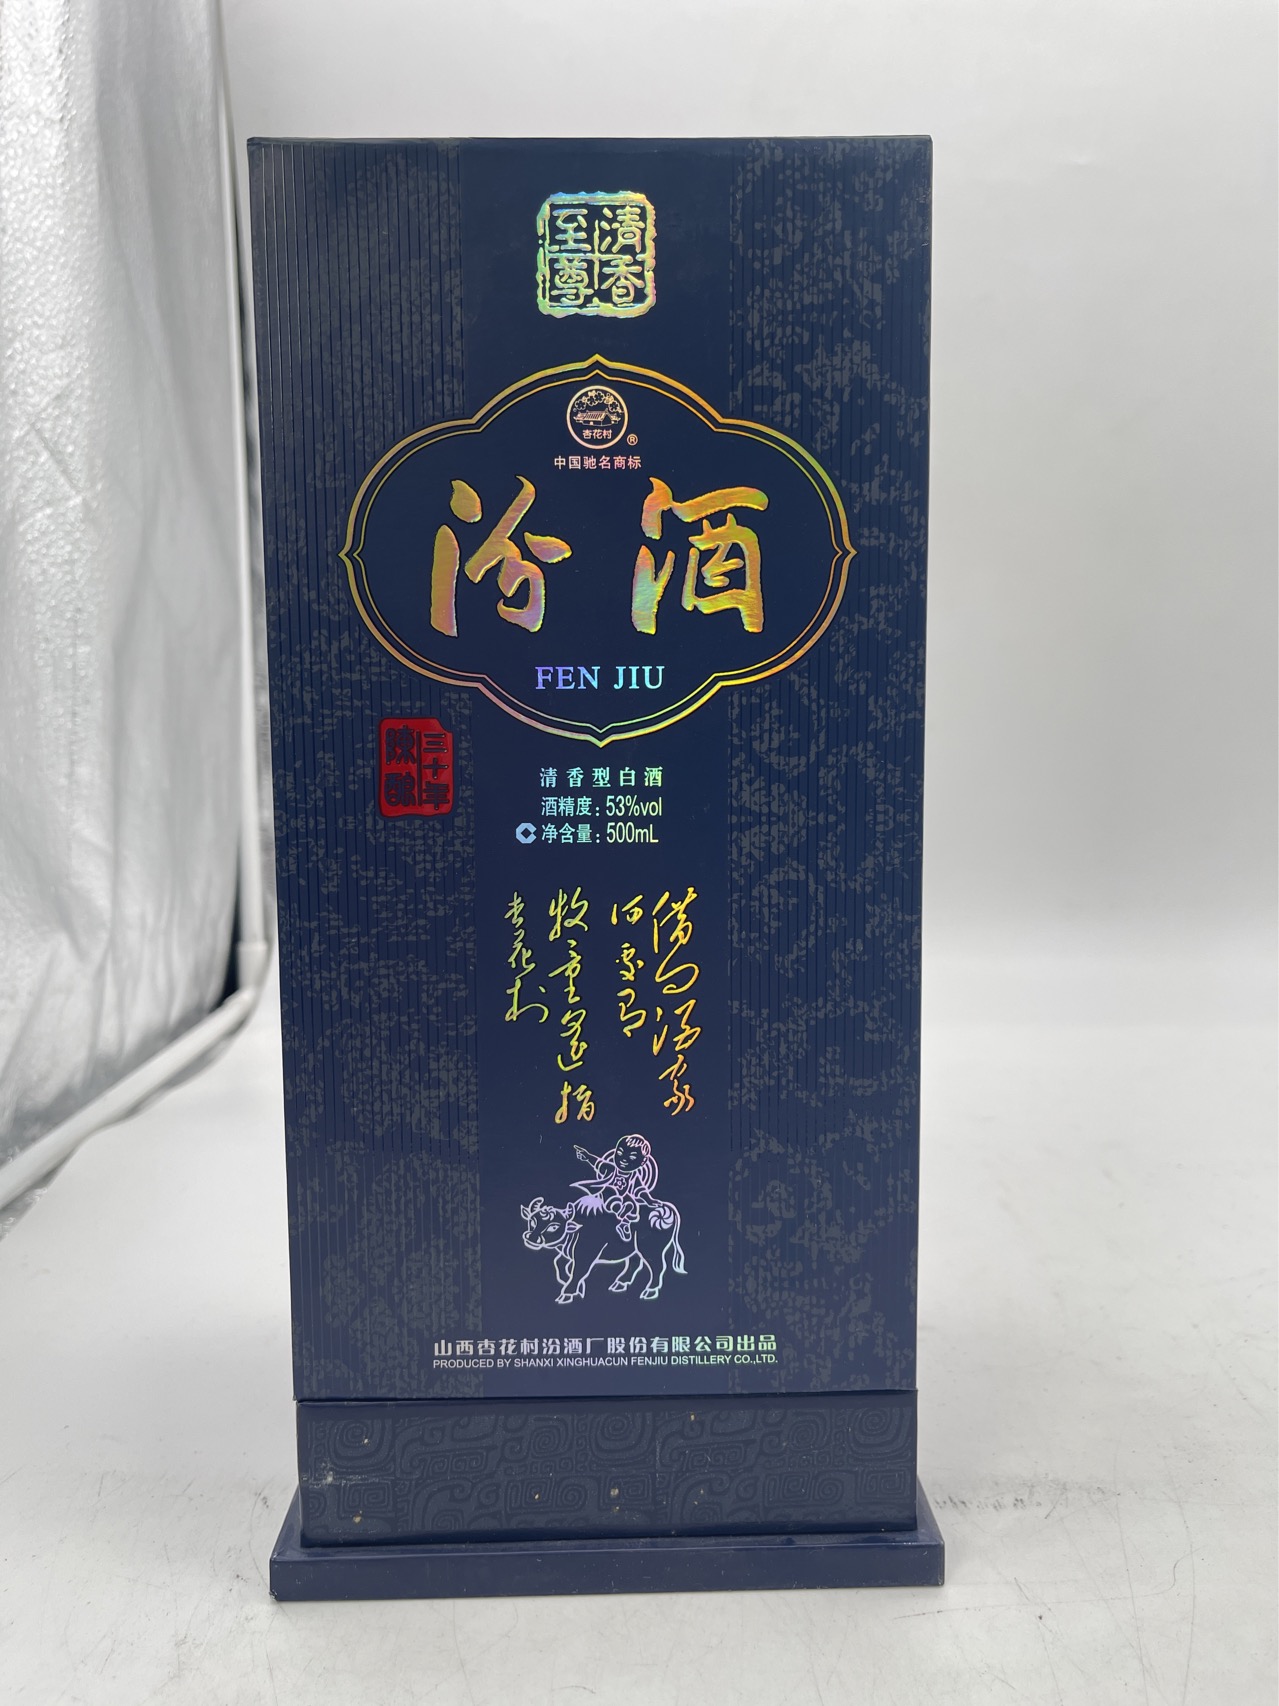 清香
至尊
杏花村
®
中国驰名商标
汾酒
FEN JIU
三十年
陳釀
清香型白酒
酒精度:53%vol
净含量:500mL
借问酒家
何处有
牧童遥指
杏花村
山西杏花村汾酒厂股份有限公司出品
PRODUCED BY SHANXI XINGHUACUN FENJIU DISTILLERY CO.,LTD.